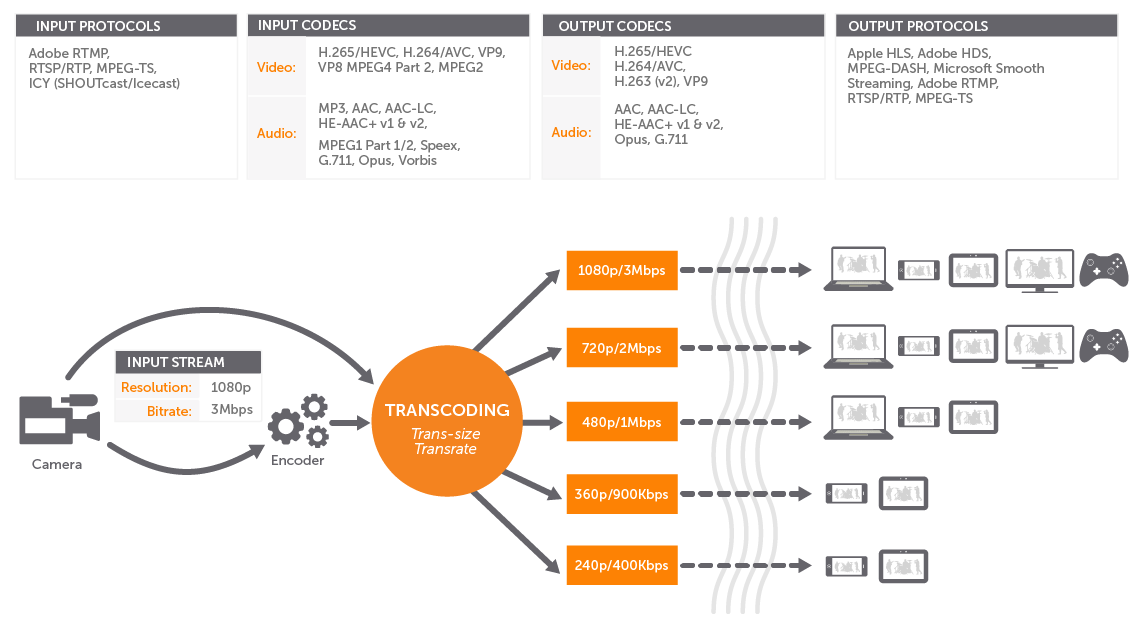 INPUT PROTOCOLS
Adobe RTMP,
RTSP/RTP, MPEG-TS,
ICY (SHOUTcast/Icecast)
INPUT CODECS
Video:
H.265/HEVC, H.264/AVC, VP9,
VP8 MPEG4 Part 2, MPEG2
Audio:
MP3, AAC, AAC-LC,
HE-AAC+ v1 & v2,
MPEG1 Part 1/2, Speex,
G.711, Opus, Vorbis
OUTPUT CODECS
Video:
H.265/HEVC
H.264/AVC,
H.263 (v2), VP9
Audio:
AAC, AAC-LC,
HE-AAC+ v1 & v2,
Opus, G.711
OUTPUT PROTOCOLS
Apple HLS, Adobe HDS,
MPEG-DASH, Microsoft Smooth
Streaming, Adobe RTMP,
RTSP/RTP, MPEG-TS
INPUT STREAM
Resolution: 1080p
Bitrate: 3Mbps
Camera
Encoder
TRANSCODING
Trans-size
Transrate
1080p/3Mbps
720p/2Mbps
480p/1Mbps
360p/900Kbps
240p/400Kbps